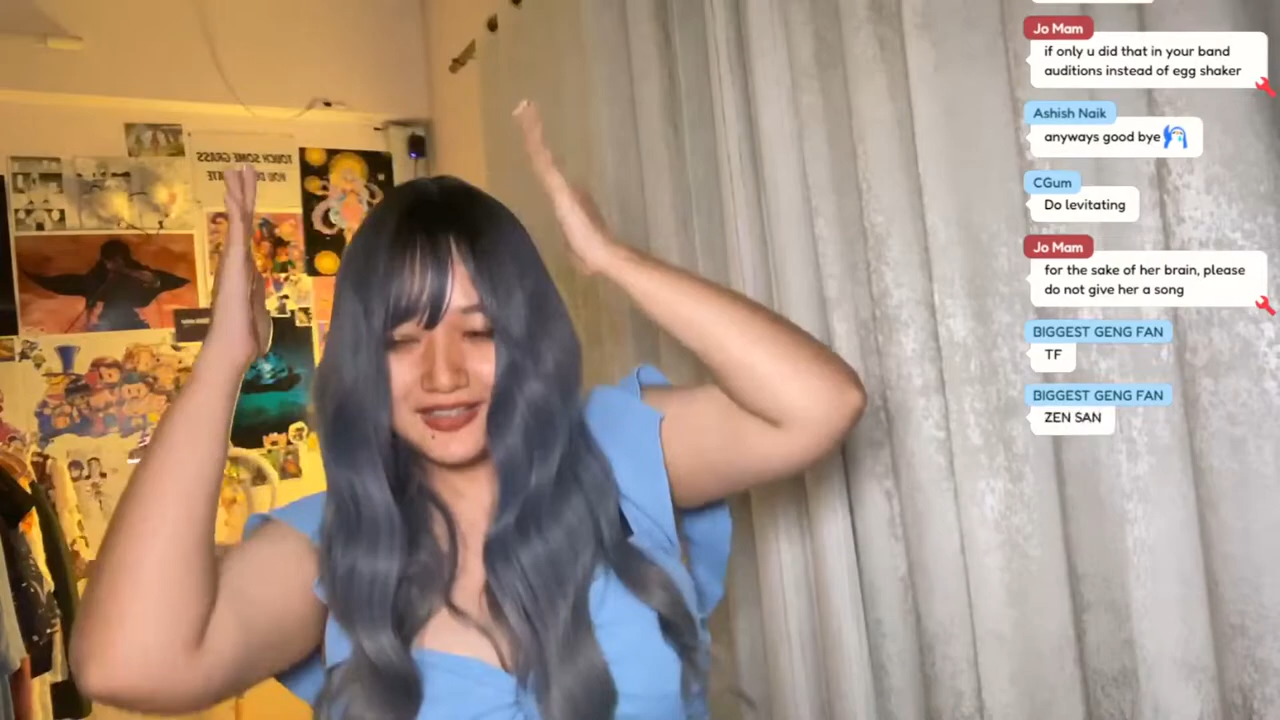 TOUCH SOME GRASS
Jo Mam
if only u did that in your band
auditions instead of egg shaker
Ashish Naik
anyways good bye
CGum
Do levitating
Jo Mam
for the sake of her brain, please
do not give her a song
BIGGEST GENG FAN
TF
BIGGEST GENG FAN
ZEN SAN